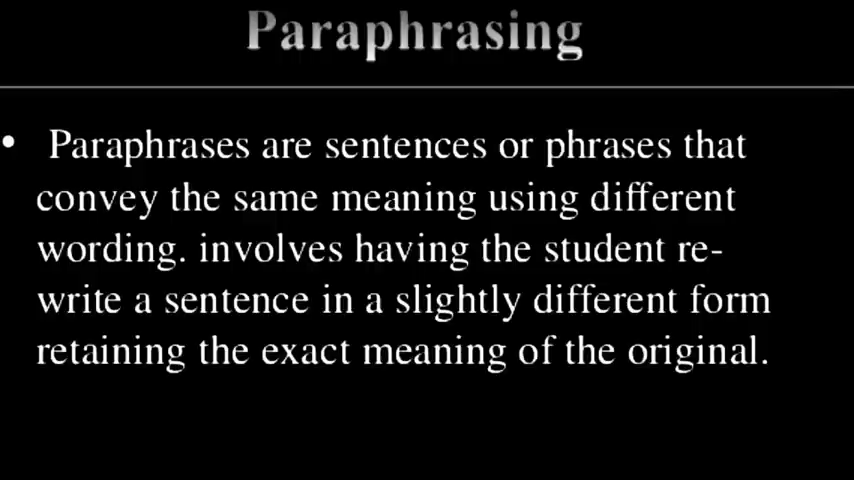 Paraphrasing
• Paraphrases are sentences or phrases that
convey the same meaning using different
wording. involves having the student re-
write a sentence in a slightly different form
retaining the exact meaning of the original.